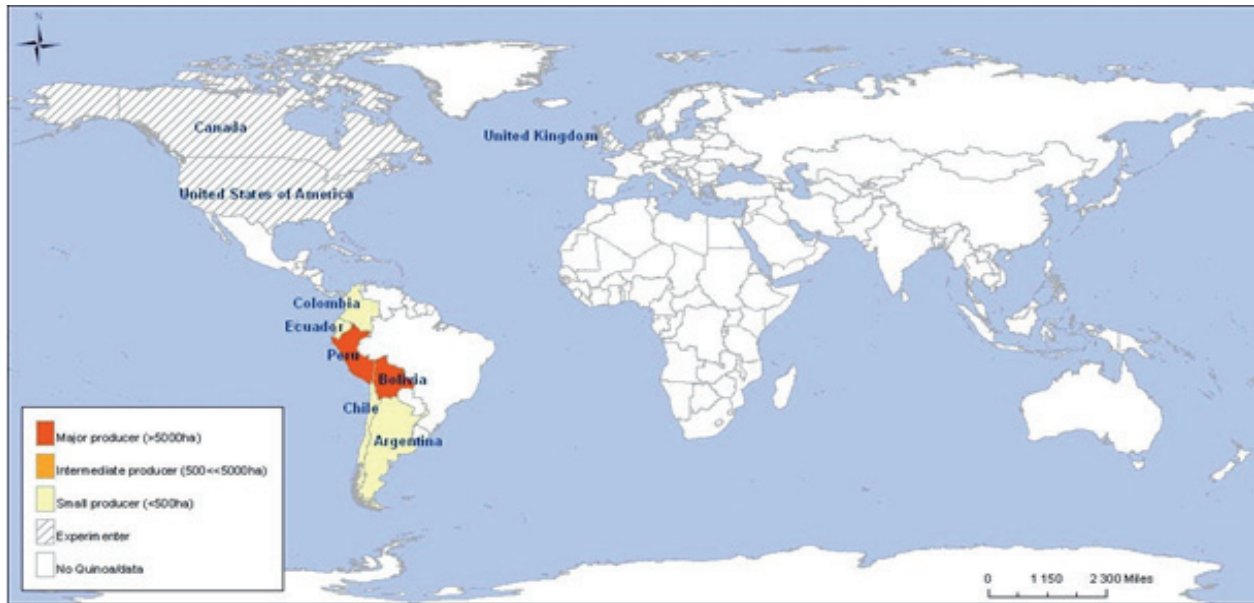 N
Canada
United Kingdom
United States of America
Colombia
Ecuador
Peru
Bolivia
Chile
Argentina
Major producer (>5000ha)
Intermediate producer (500<<5000ha)
Small producer (<500ha)
Experimenter
No Quinoa/data
0 1 150 2 300 Miles